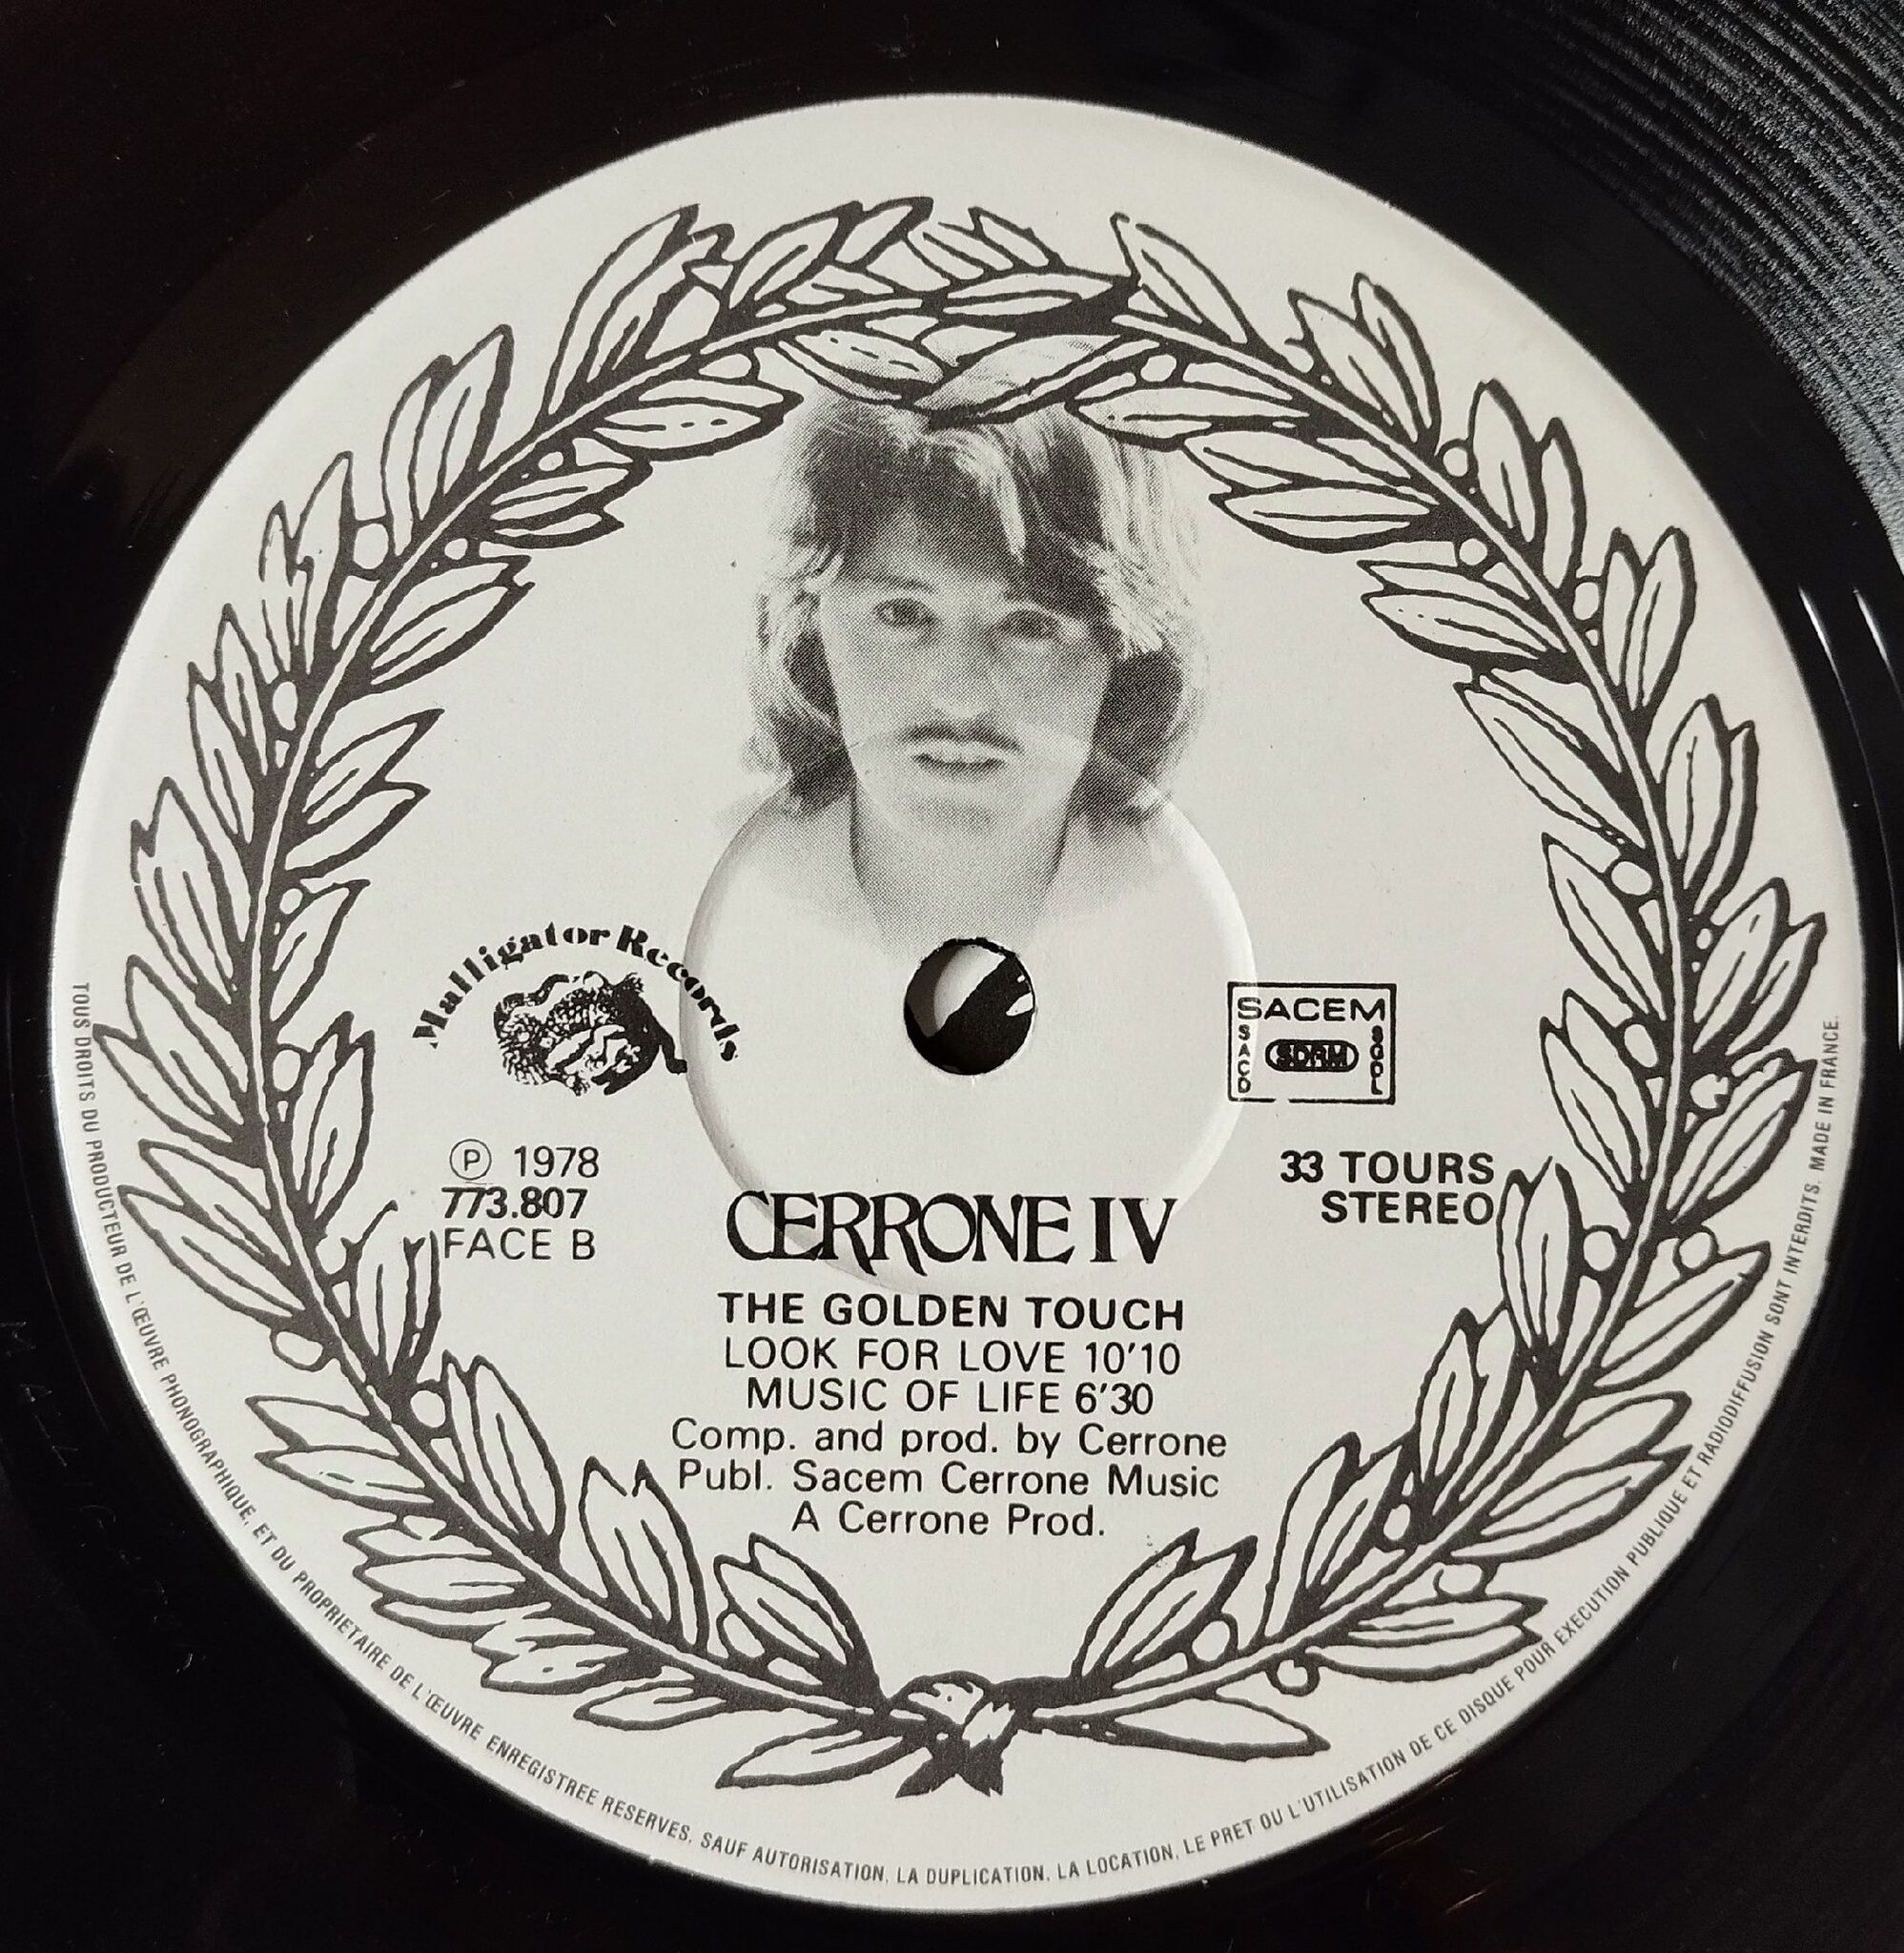 Malligator Records
SACEM
SACD
SDRM
SGDL
Ⓟ 1978
773.807
FACE B
33 TOURS
STEREO
CERRONE IV
THE GOLDEN TOUCH
LOOK FOR LOVE 10'10
MUSIC OF LIFE 6'30
Comp. and prod. by Cerrone
Publ. Sacem Cerrone Music
A Cerrone Prod.
TOUS DROITS DU PRODUCTEUR DE L'ŒUVRE PHONOGRAPHIQUE, ET DU PROPRIETAIRE DE L'ŒUVRE ENREGISTREE RESERVES. SAUF AUTORISATION, LA DUPLICATION, LA LOCATION, LE PRET OU L'UTILISATION DE CE DISQUE POUR EXECUTION PUBLIQUE ET RADIODIFFUSION SONT INTERDITS. MADE IN FRANCE.